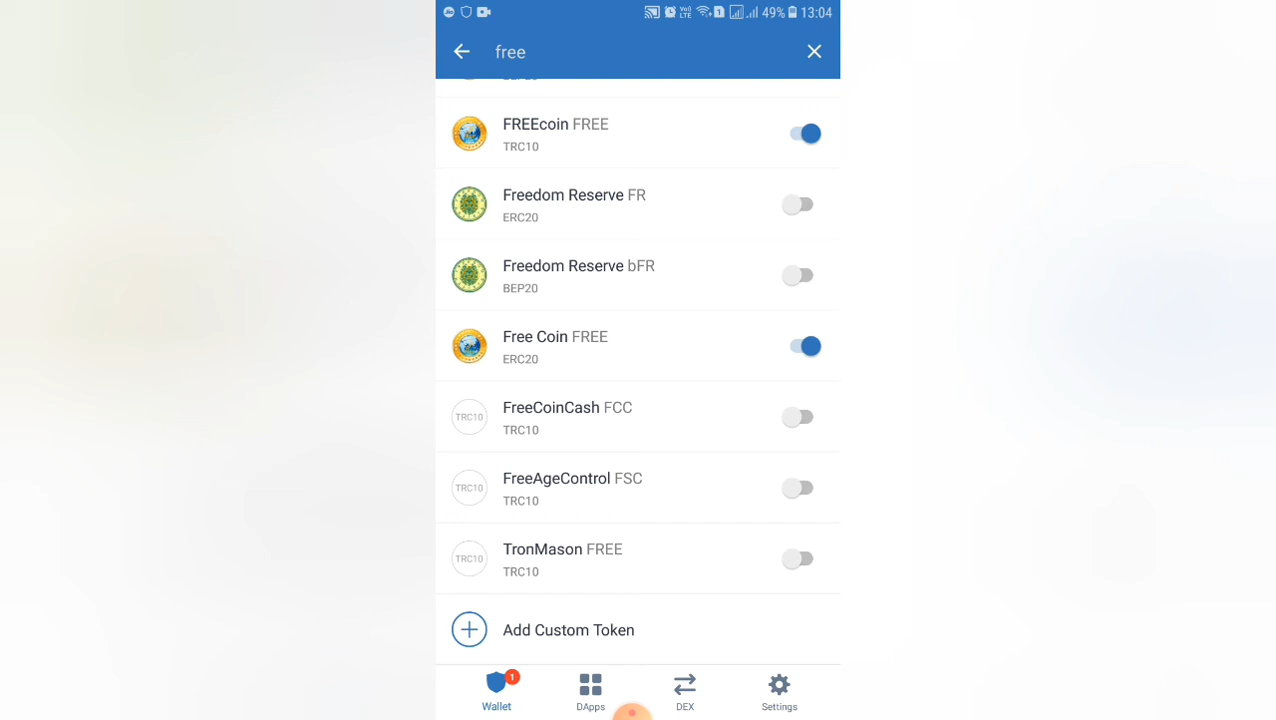 49% 13:04
free
FREEcoin FREE
TRC10
Freedom Reserve FR
ERC20
Freedom Reserve bFR
BEP20
Free Coin FREE
ERC20
TRC10
FreeCoinCash FCC
TRC10
TRC10
FreeAgeControl FSC
TRC10
TRC10
TronMason FREE
TRC10
Add Custom Token
1
Wallet
DApps
DEX
Settings